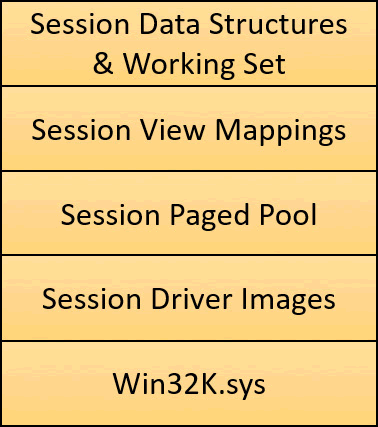 Session Data Structures
& Working Set
Session View Mappings
Session Paged Pool
Session Driver Images
Win32K.sys